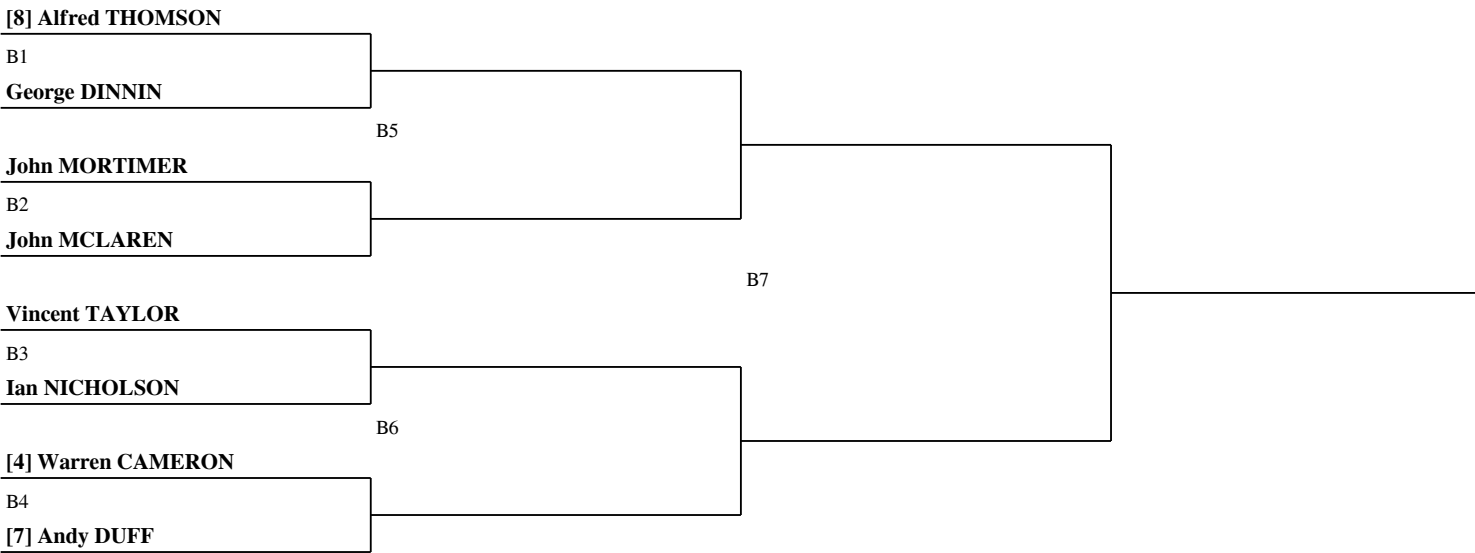 [8] Alfred THOMSON
B1
George DINNIN
B5
John MORTIMER
B2
John MCLAREN
B7
Vincent TAYLOR
B3
Ian NICHOLSON
B6
[4] Warren CAMERON
B4
[7] Andy DUFF